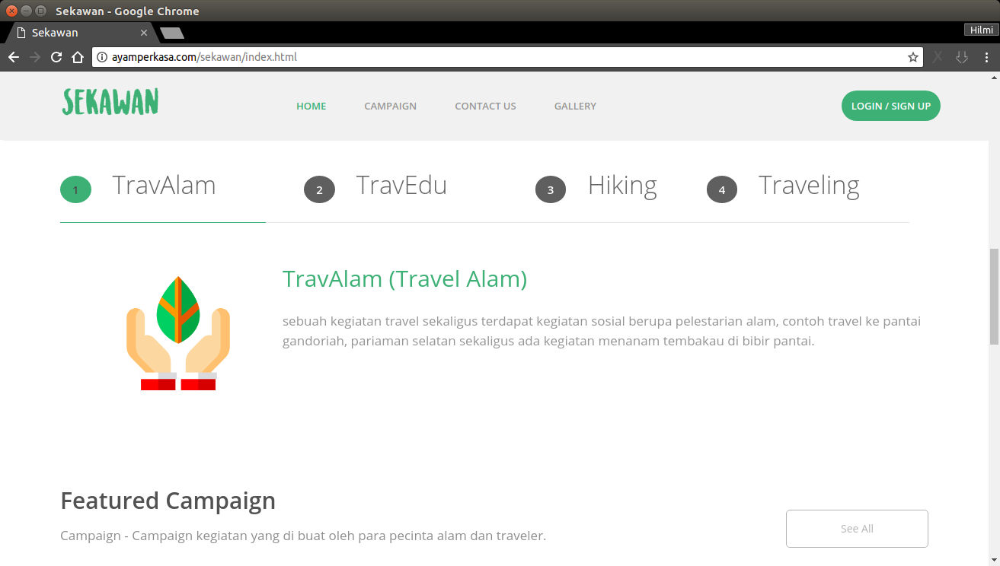 Sekawan - Google Chrome
Sekawan
Hilmi
ayamperkasa.com/sekawan/index.html
SEKAWAN
HOME CAMPAIGN CONTACT US GALLERY
LOGIN / SIGN UP
1 TravAlam 2 TravEdu 3 Hiking 4 Traveling
TravAlam (Travel Alam)
sebuah kegiatan travel sekaligus terdapat kegiatan sosial berupa pelestarian alam, contoh travel ke pantai
gandoriah, pariaman selatan sekaligus ada kegiatan menanam tembakau di bibir pantai.
Featured Campaign
Campaign - Campaign kegiatan yang di buat oleh para pecinta alam dan traveler.
See All